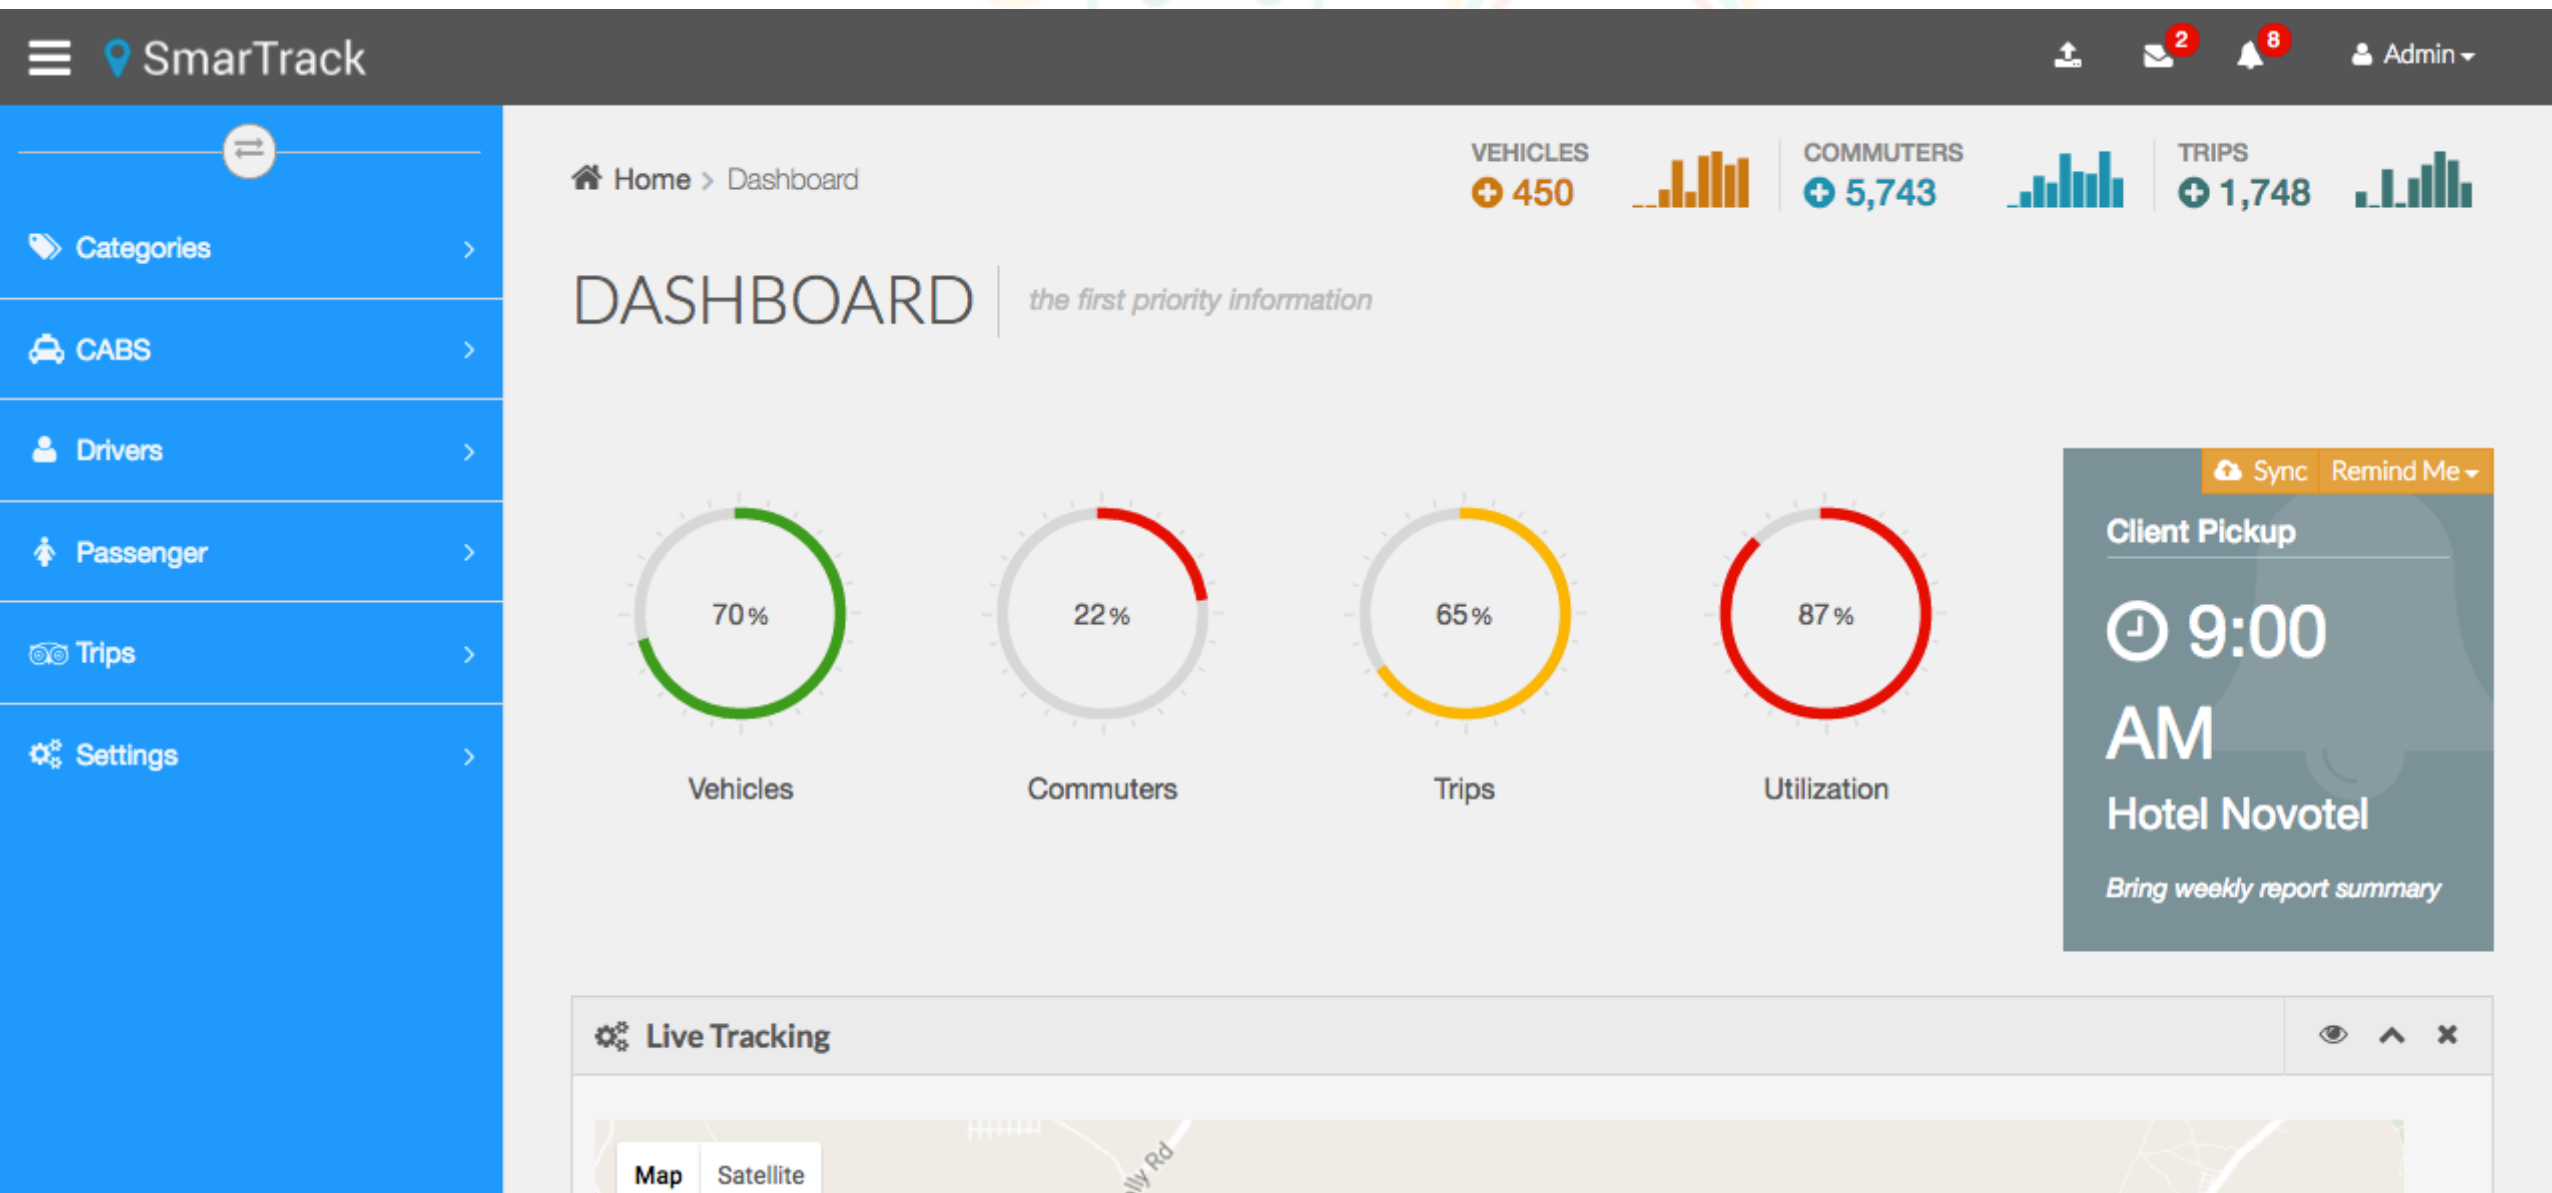 SmarTrack
2
8
Admin
Home > Dashboard
VEHICLES
450
COMMUTERS
5,743
TRIPS
1,748
Categories
CABS
Drivers
Passenger
Trips
Settings
DASHBOARD
the first priority information
70%
22%
65%
87%
Vehicles
Commuters
Trips
Utilization
Sync
Remind Me
Client Pickup
9:00
AM
Hotel Novotel
Bring weekly report summary
Live Tracking
Map
Satellite
Rd